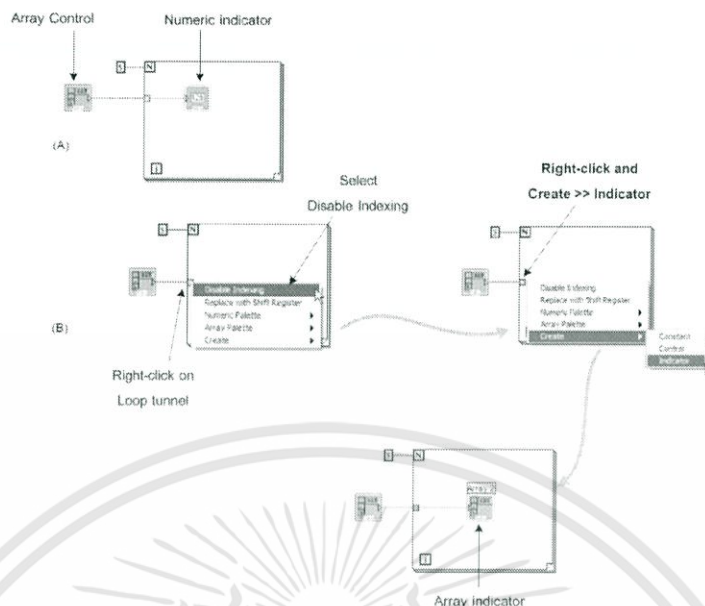 Array Control
Numeric indicator
N
(A)
i
Select
Disable Indexing
Right-click and
Create >> Indicator
N
Disable Indexing
Replace with Shift Register
Numeric Palette
Array Palette
Create
(B)
Right-click on
Loop tunnel
N
Disable Indexing
Replace with Shift Register
Numeric Palette
Array Palette
Create
Constant
Control
Indicator
N
Array 2
i
Array indicator